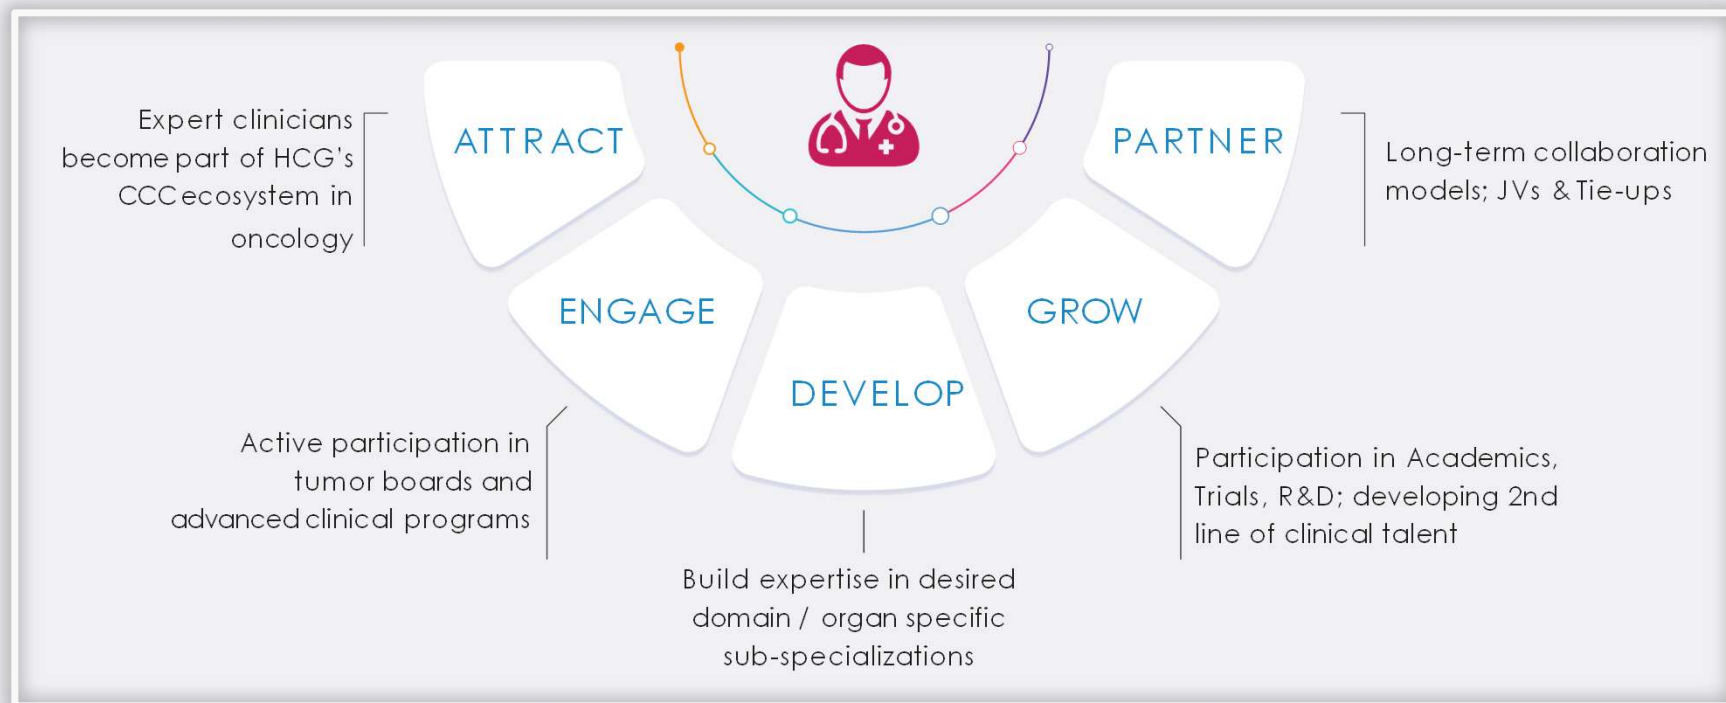 ATTRACT
Expert clinicians
become part of HCG's
CCC ecosystem in
oncology
ENGAGE
Active participation in
tumor boards and
advanced clinical programs
DEVELOP
Build expertise in desired
domain / organ specific
sub-specializations
GROW
Participation in Academics,
Trials, R&D; developing 2nd
line of clinical talent
PARTNER
Long-term collaboration
models; JVs & Tie-ups